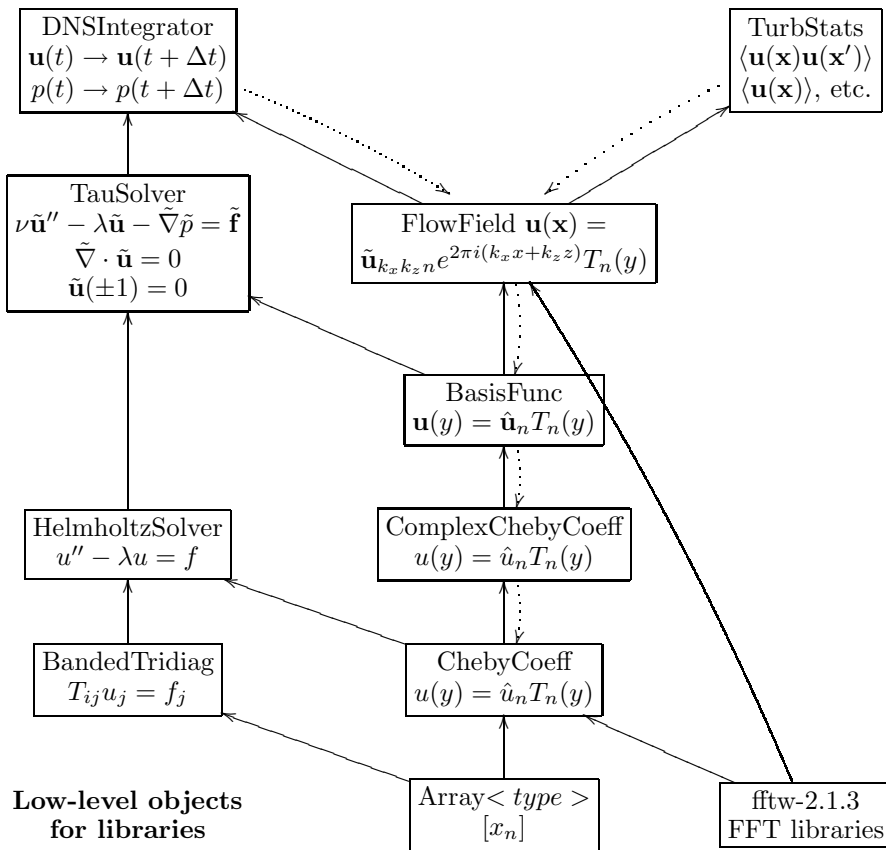 DNSIntegrator
𝐮(t) → 𝐮(t + Δt)
p(t) → p(t + Δt)
TurbStats
⟨𝐮(𝐱)𝐮(𝐱′)⟩
⟨𝐮(𝐱)⟩, etc.
TauSolver
ν𝐮̃″ − λ𝐮̃ − ∇̃p̃ = 𝐟̃
∇̃ · 𝐮̃ = 0
𝐮̃(±1) = 0
FlowField 𝐮(𝐱) =
𝐮̃_{k_x k_z n} e^{2πi(k_x x+k_z z)} T_n(y)
BasisFunc
𝐮(y) = 𝐮̂_n T_n(y)
HelmholtzSolver
u″ − λu = f
ComplexChebyCoeff
u(y) = û_n T_n(y)
BandedTridiag
T_{ij} u_j = f_j
ChebyCoeff
u(y) = û_n T_n(y)
Low-level objects
for libraries
Array< type >
[x_n]
fftw-2.1.3
FFT libraries